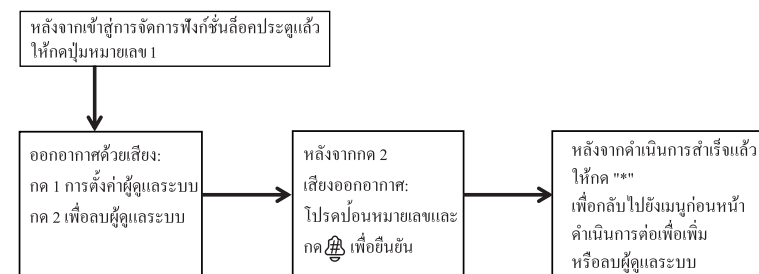 หลังจากเข้าสู่การจัดการฟังก์ชั่นล็อคประตูแล้ว
ให้กดปุ่มหมายเลข 1
ออกอากาศด้วยเสียง:
กด 1 การตั้งค่าผู้ดูแลระบบ
กด 2 เพื่อลบผู้ดูแลระบบ
หลังจากกด 2
เสียงออกอากาศ:
โปรดป้อนหมายเลขและ
กด # เพื่อยืนยัน
หลังจากดำเนินการสำเร็จแล้ว
ให้กด "*"
เพื่อกลับไปยังเมนูก่อนหน้า
ดำเนินการต่อเพื่อเพิ่ม
หรือลบผู้ดูแลระบบ